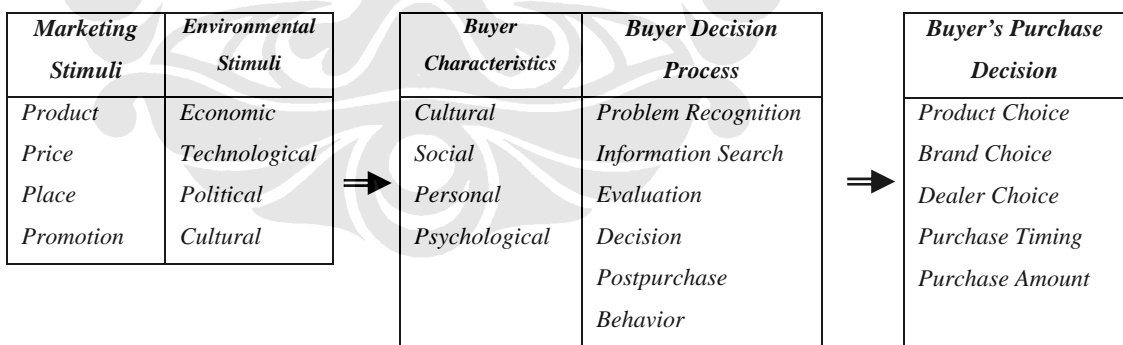 Marketing
Stimuli
Product
Price
Place
Promotion
Environmental
Stimuli
Economic
Technological
Political
Cultural
Buyer
Characteristics
Cultural
Social
Personal
Psychological
Buyer Decision
Process
Problem Recognition
Information Search
Evaluation
Decision
Postpurchase
Behavior
Buyer's Purchase
Decision
Product Choice
Brand Choice
Dealer Choice
Purchase Timing
Purchase Amount